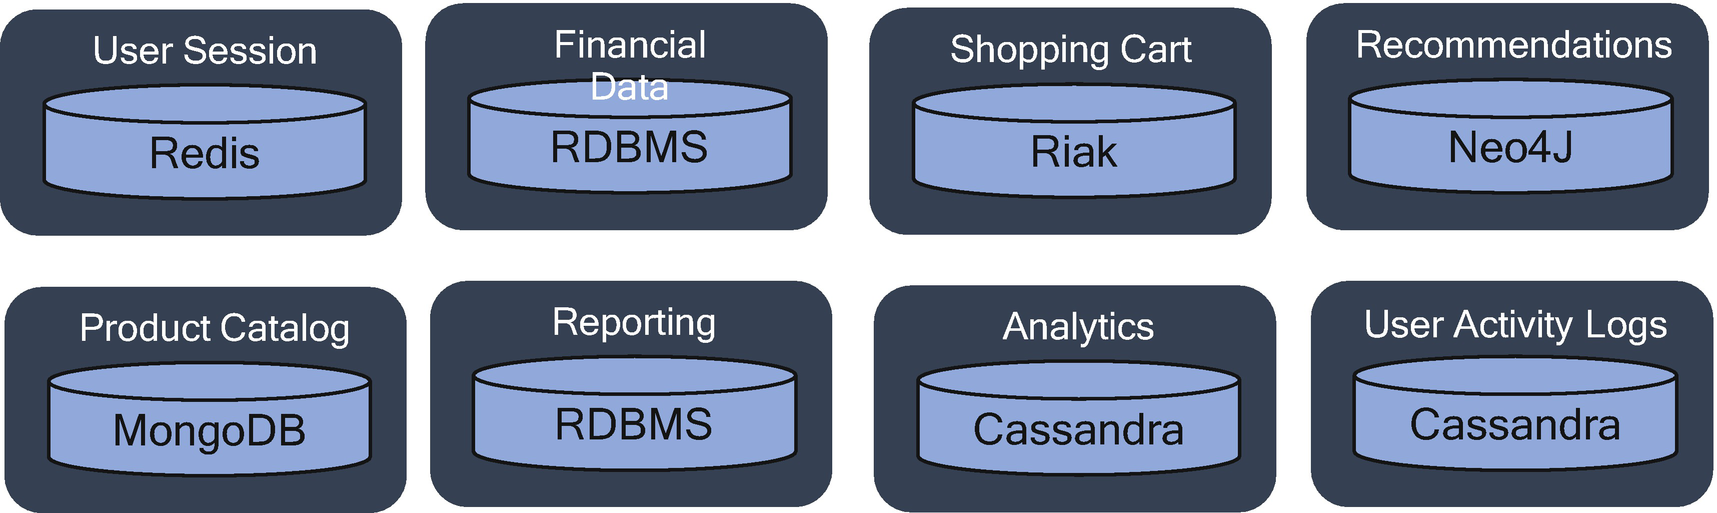 User Session
Redis
Financial
Data
RDBMS
Shopping Cart
Riak
Recommendations
Neo4J
Product Catalog
MongoDB
Reporting
RDBMS
Analytics
Cassandra
User Activity Logs
Cassandra